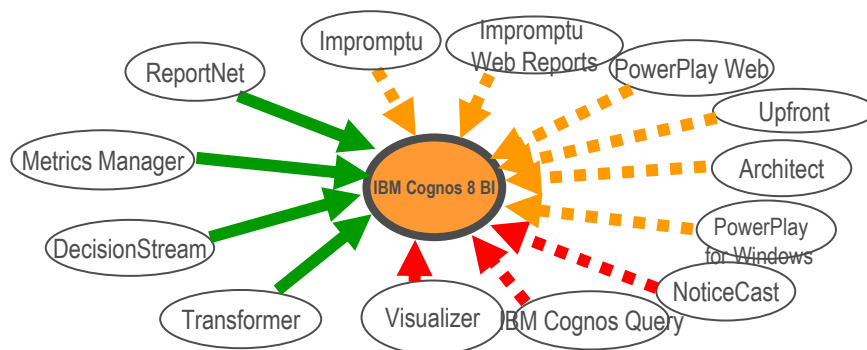 Impromptu
Impromptu
Web Reports
ReportNet
PowerPlay Web
Upfront
Metrics Manager
Architect
IBM Cognos 8 BI
PowerPlay
for Windows
DecisionStream
NoticeCast
Transformer
Visualizer
IBM Cognos Query